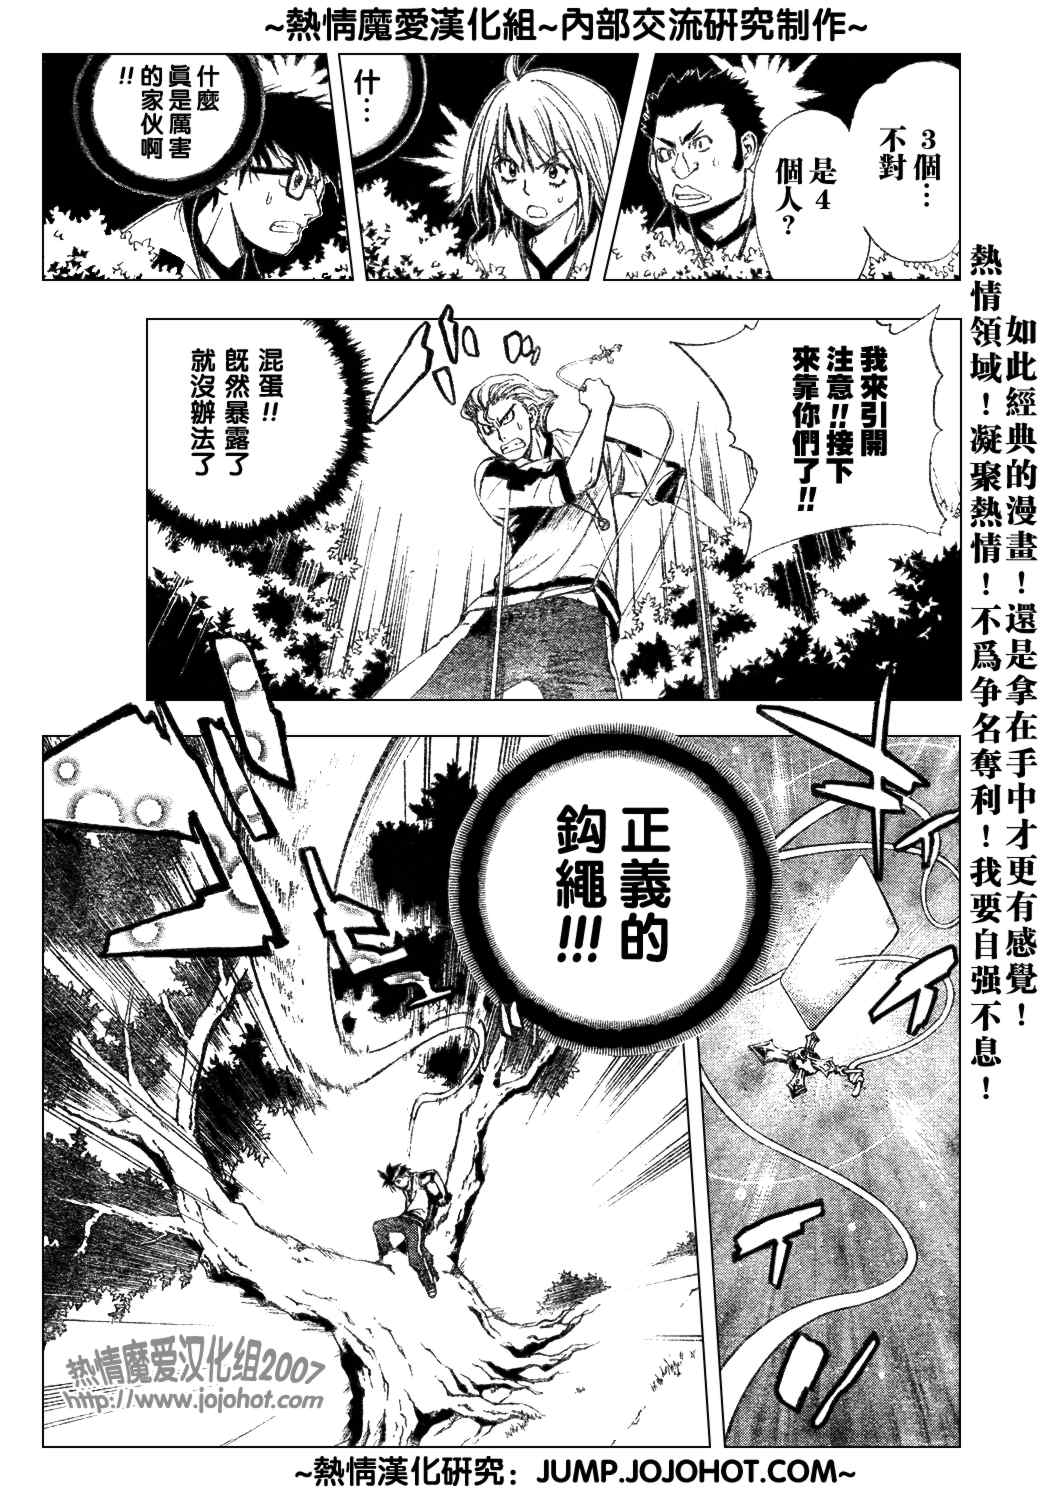 ~熱情魔愛漢化組~內部交流研究制作~
3個…
不對
是4
個人？
什…
什麼
眞是厲害
的家伙啊
!!
我來引開
注意!!接下
來靠你們了!!
混蛋!!
既然暴露了
就沒辦法了
正義的
鈎繩!!!
如此經典的漫畫！還是拿在手中才更有感覺！
熱情領域！凝聚熱情！不爲争名奪利！我要自强不息！
熱情魔爱汉化组2007
http://www.jojohot.com
~熱情漢化研究：JUMP.JOJOHOT.COM~